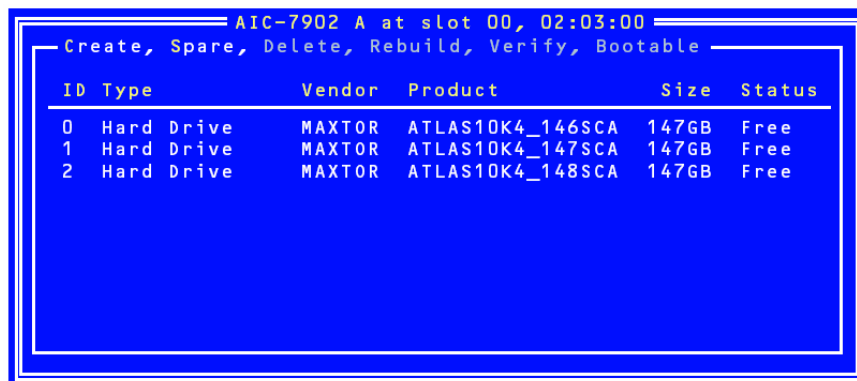 AIC-7902 A at slot 00, 02:03:00
Create, Spare, Delete, Rebuild, Verify, Bootable
ID Type Vendor Product Size Status
0 Hard Drive MAXTOR ATLAS10K4_146SCA 147GB Free
1 Hard Drive MAXTOR ATLAS10K4_147SCA 147GB Free
2 Hard Drive MAXTOR ATLAS10K4_148SCA 147GB Free